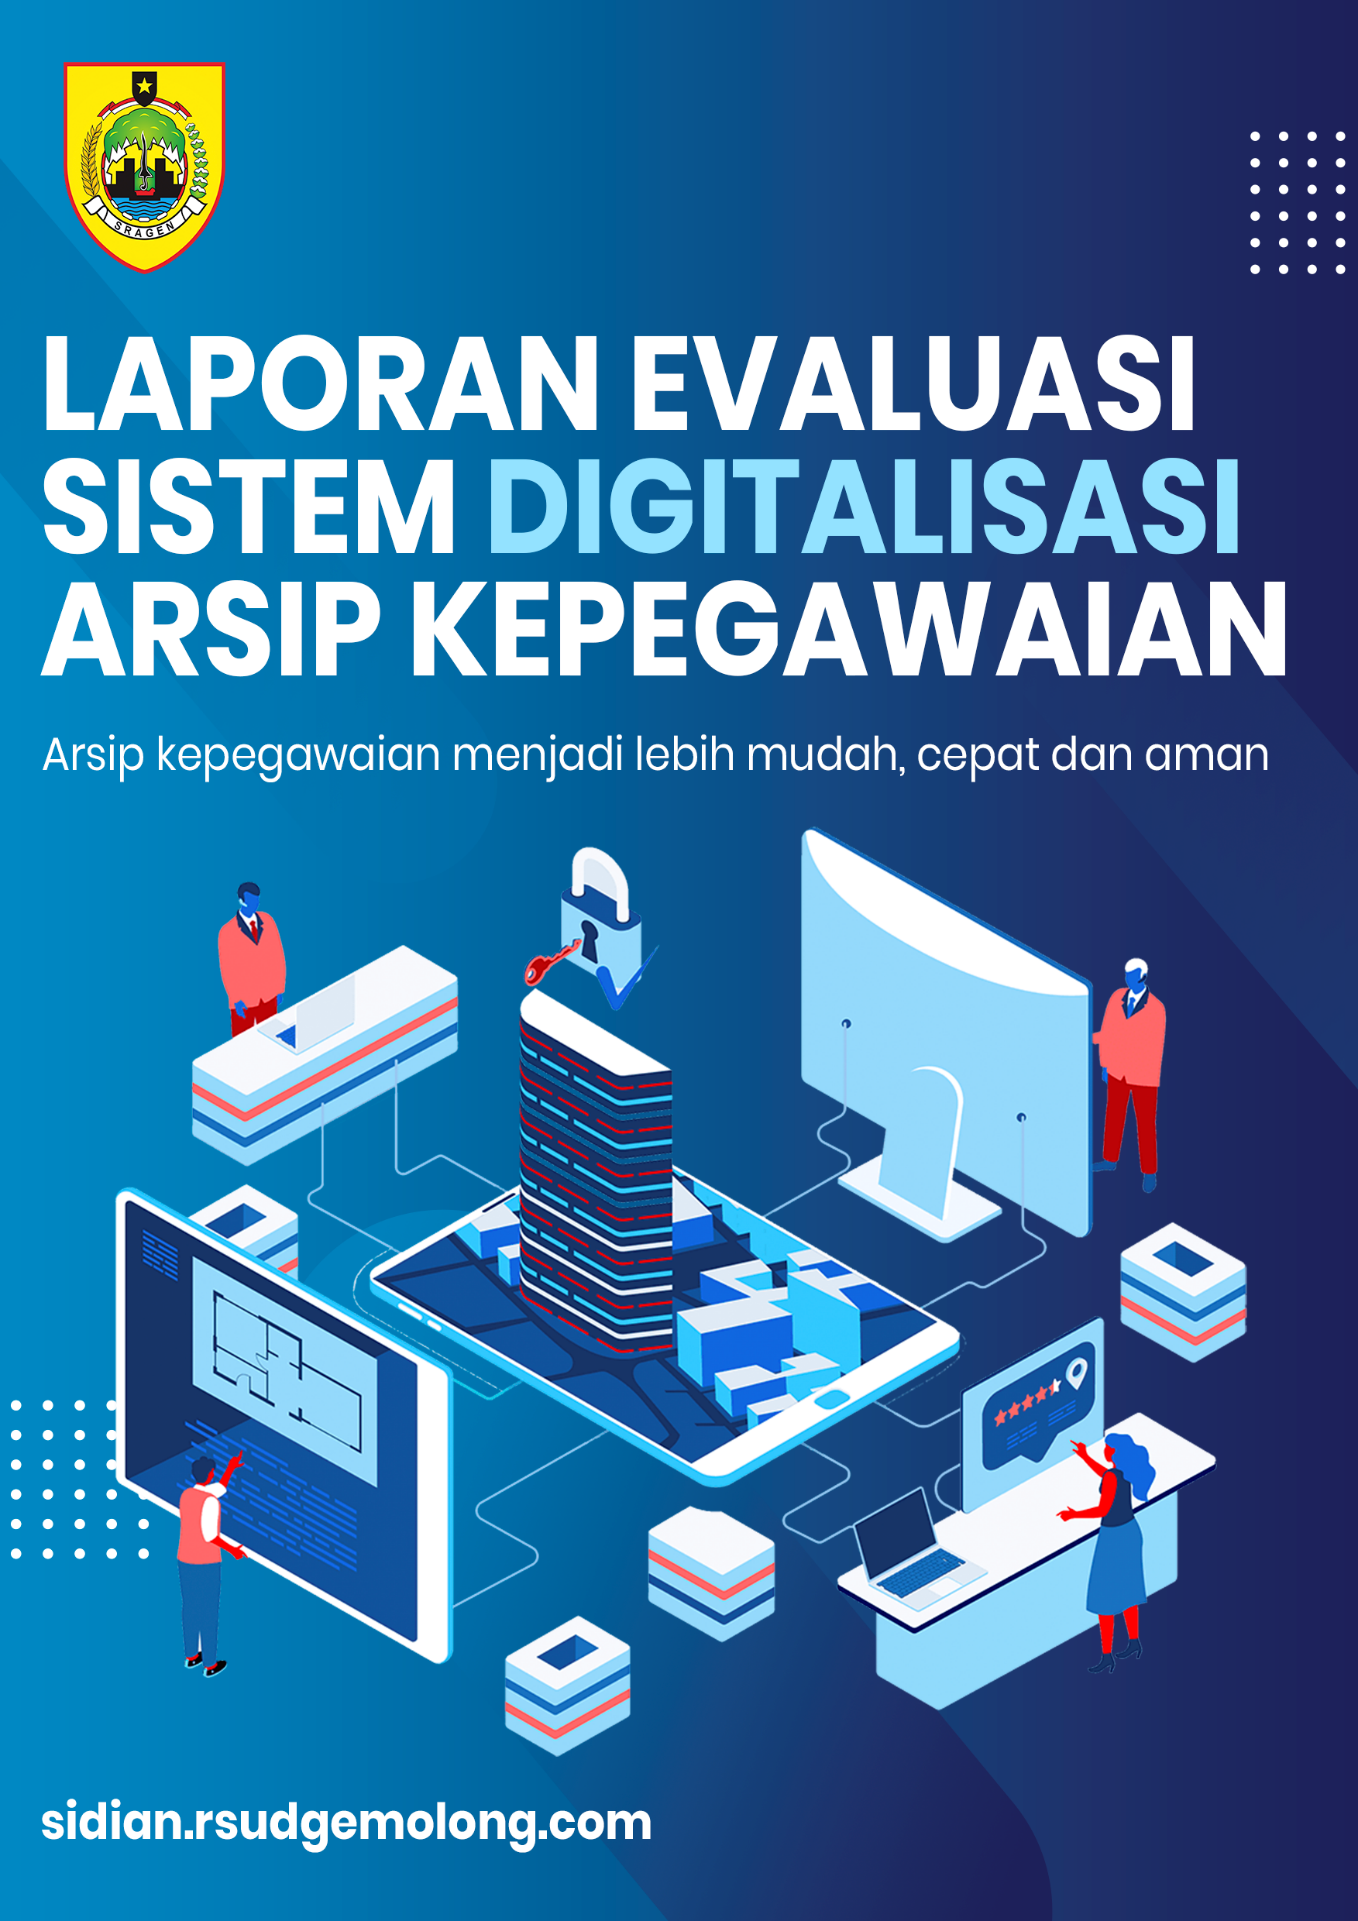 SRAGEN
LAPORAN EVALUASI
SISTEM DIGITALISASI
ARSIP KEPEGAWAIAN
Arsip kepegawaian menjadi lebih mudah, cepat dan aman
sidian.rsudgemolong.com